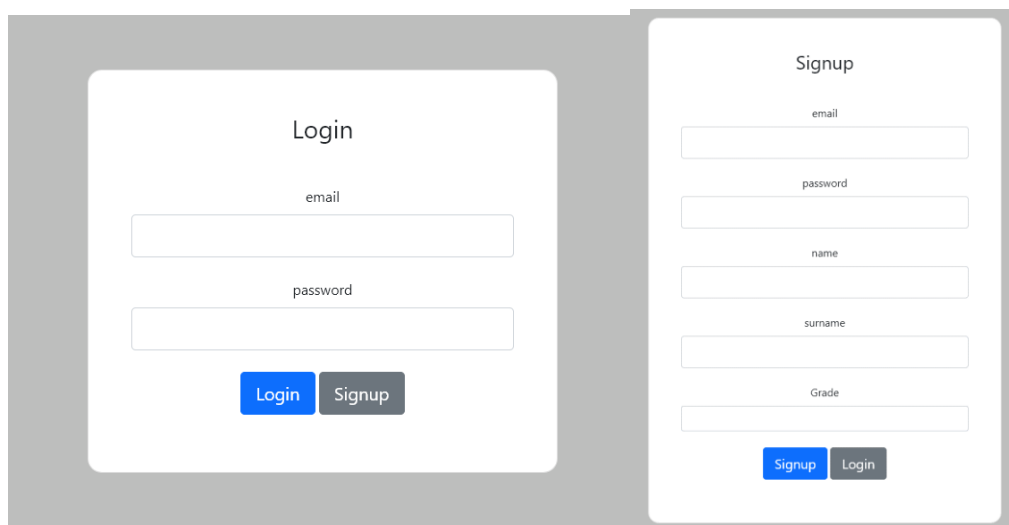 Login
email
password
Login Signup
Signup
email
password
name
surname
Grade
Signup Login